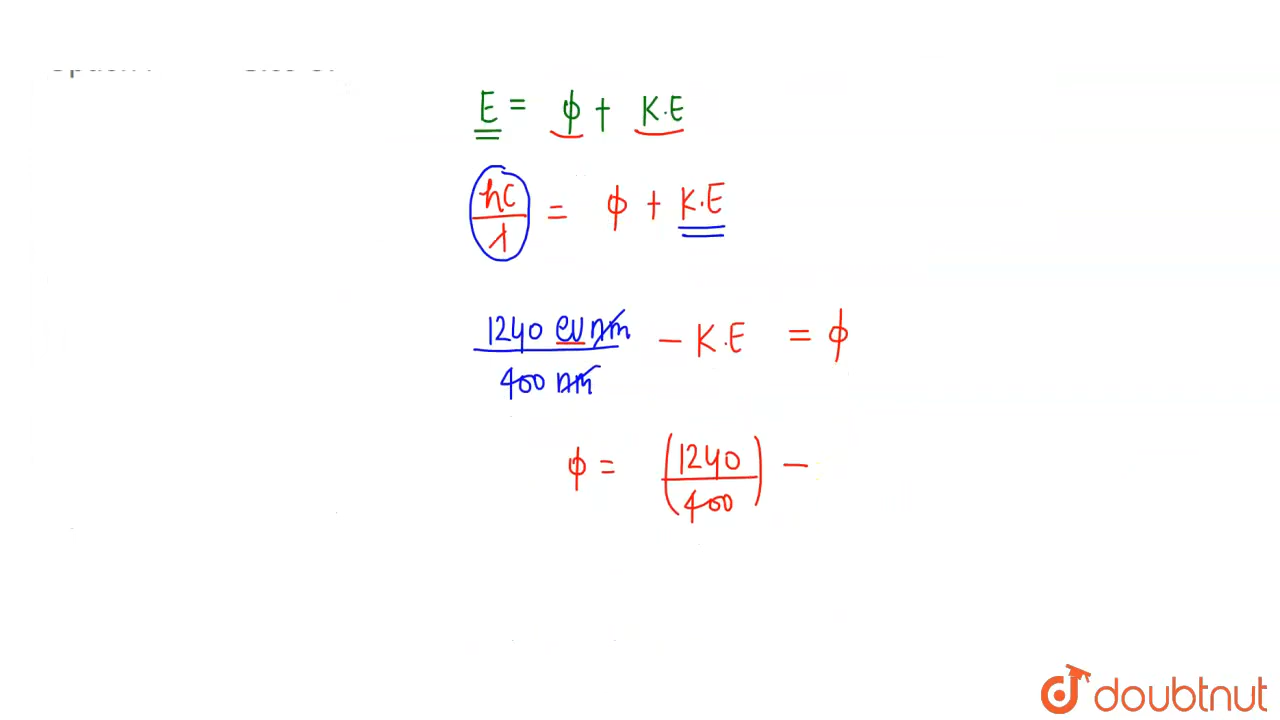 E = φ + K.E
hc/λ = φ + K.E
1240 eV nm / 400 nm − K.E = φ
φ = (1240/400) −
doubtnut